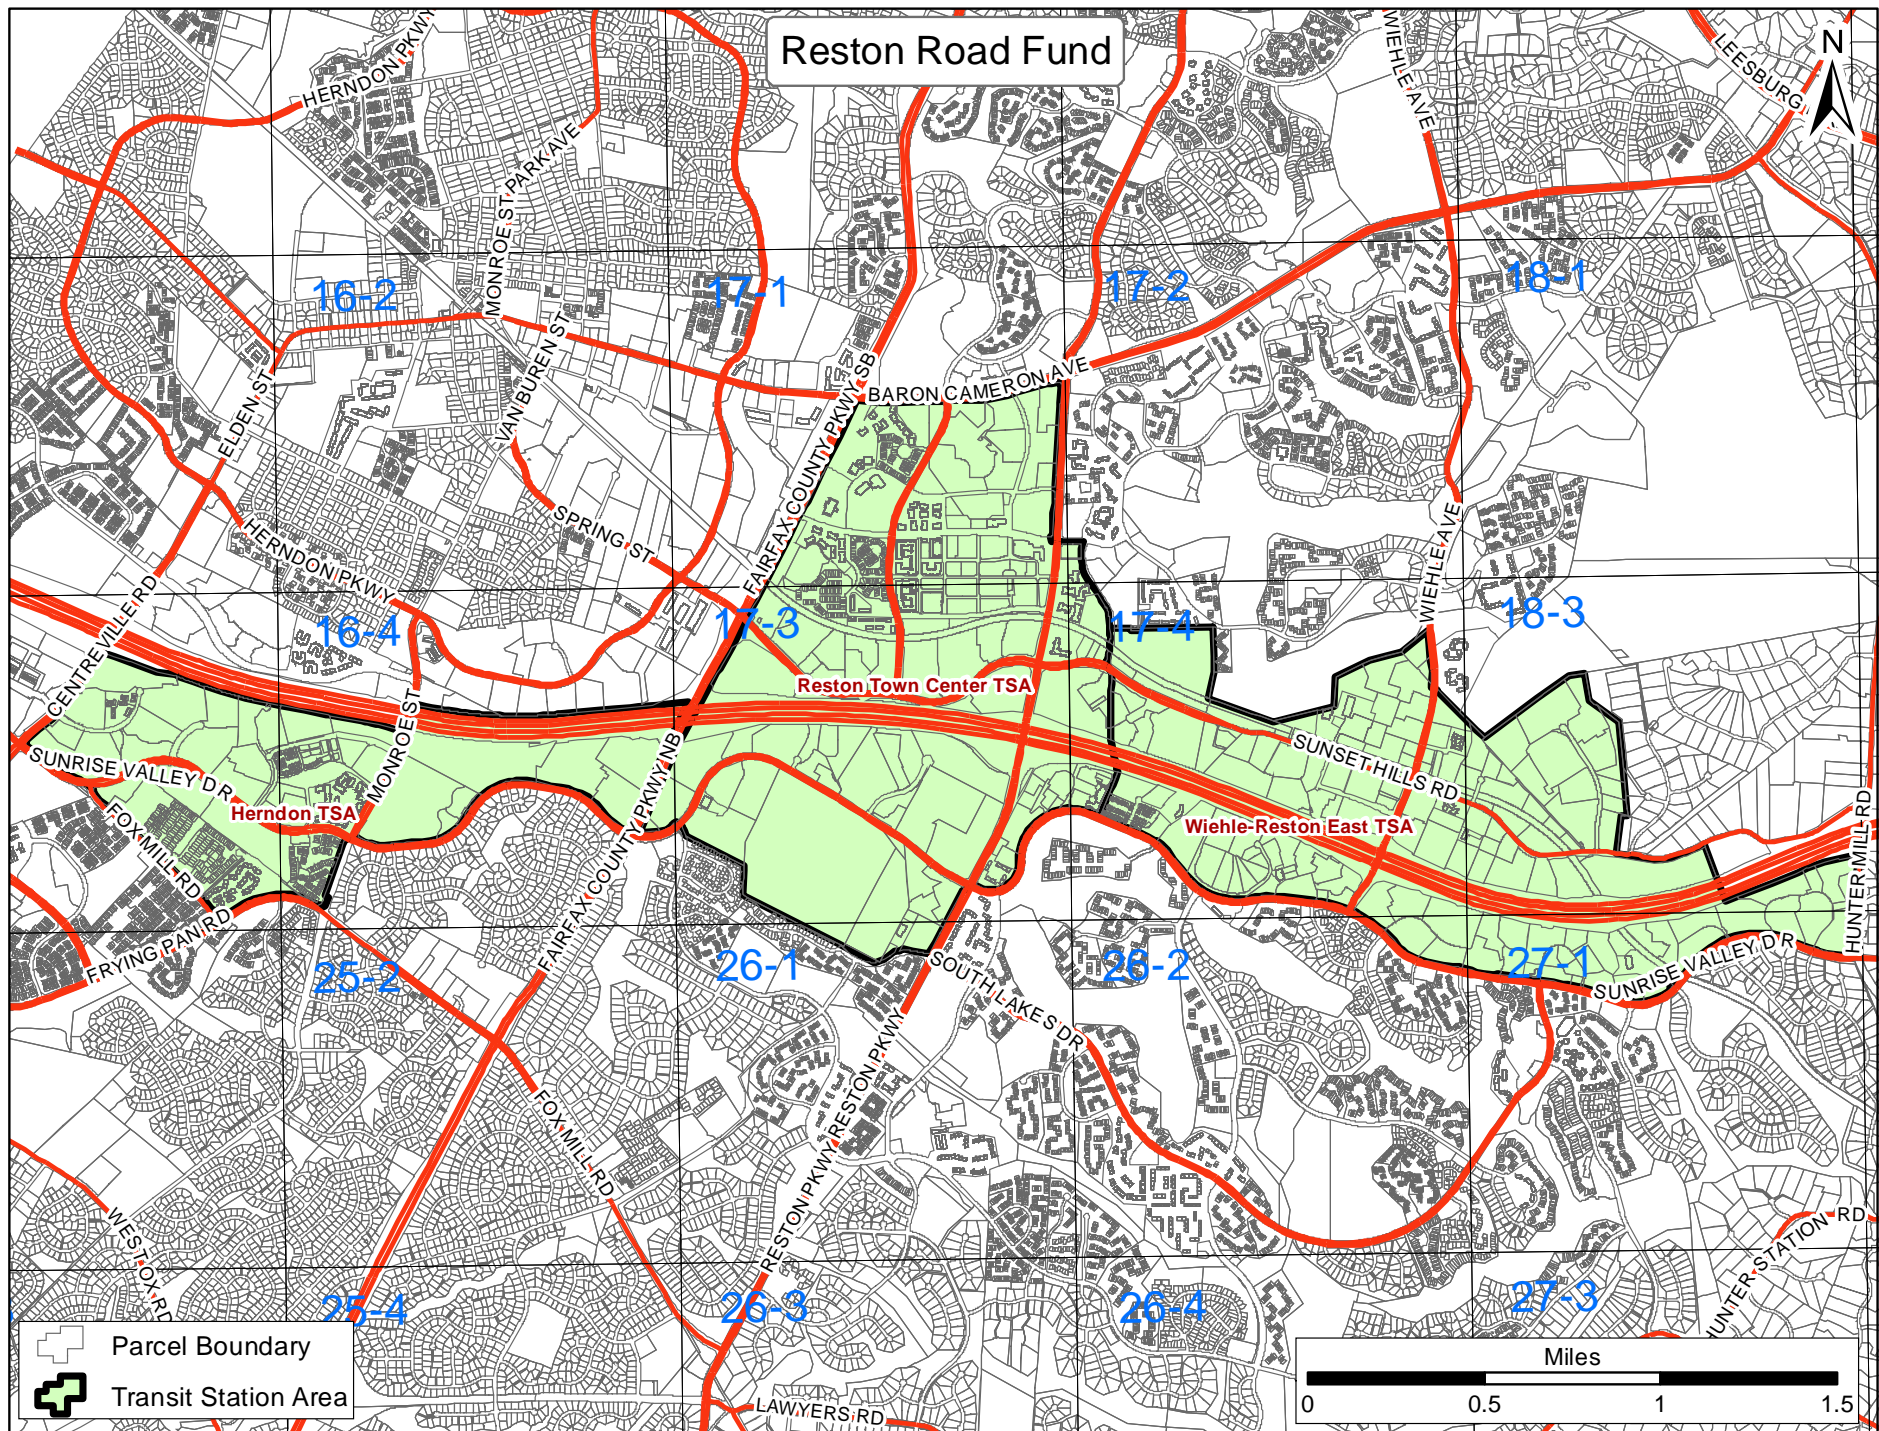 Reston Road Fund
N
HERNDON PKWY
WIEHLE AVE
LEESBURG
MONROE ST PARK AVE
16-2
17-1
17-2
18-1
VAN BUREN ST
ELDEN ST
BARON CAMERON AVE
FAIRFAX COUNTY PKWY SB
SPRING ST
HERNDON PKWY
WIEHLE AVE
CENTREVILLE RD
16-4
17-3
17-4
18-3
MONROE ST
Reston Town Center TSA
SUNRISE VALLEY DR
SUNSET HILLS RD
Herndon TSA
Wiehle-Reston East TSA
FOX MILL RD
HUNTER MILL RD
FRYING PAN RD
FAIRFAX COUNTY PKWY NB
25-2
26-1
26-2
27-1
SOUTH LAKES DR
SUNRISE VALLEY DR
RESTON PKWY
FOX MILL RD
RESTON PKWY
WEST OX RD
HUNTER STATION RD
25-4
26-3
26-4
27-3
LAWYERS RD
Parcel Boundary
Transit Station Area
Miles
0 0.5 1 1.5